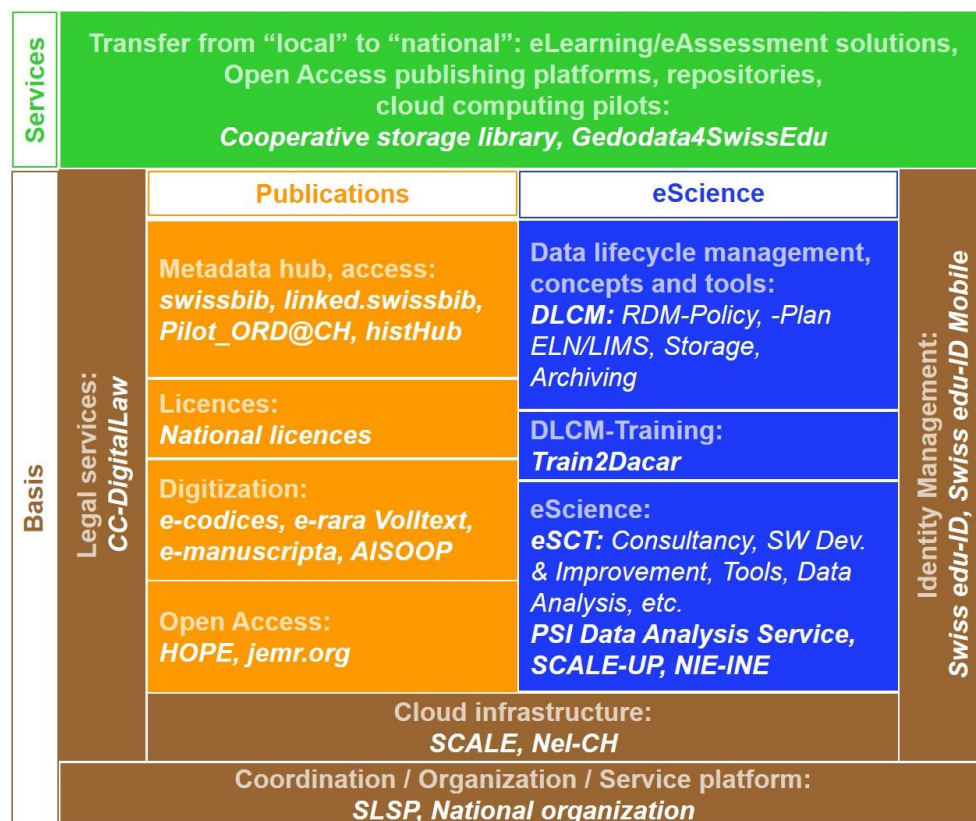 Services
Transfer from “local” to “national”: eLearning/eAssessment solutions,
Open Access publishing platforms, repositories,
cloud computing pilots:
Cooperative storage library, Gedodata4SwissEdu
Basis
Legal services:
CC-DigitalLaw
Publications
Metadata hub, access:
swissbib, linked.swissbib,
Pilot_ORD@CH, histHub
Licences:
National licences
Digitization:
e-codices, e-rara Volltext,
e-manuscripta, AISOOP
Open Access:
HOPE, jemr.org
eScience
Data lifecycle management,
concepts and tools:
DLCM: RDM-Policy, -Plan
ELN/LIMS, Storage,
Archiving
DLCM-Training:
Train2Dacar
eScience:
eSCT: Consultancy, SW Dev.
& Improvement, Tools, Data
Analysis, etc.
PSI Data Analysis Service,
SCALE-UP, NIE-INE
Identity Management:
Swiss edu-ID, Swiss edu-ID Mobile
Cloud infrastructure:
SCALE, Nel-CH
Coordination / Organization / Service platform:
SLSP, National organization